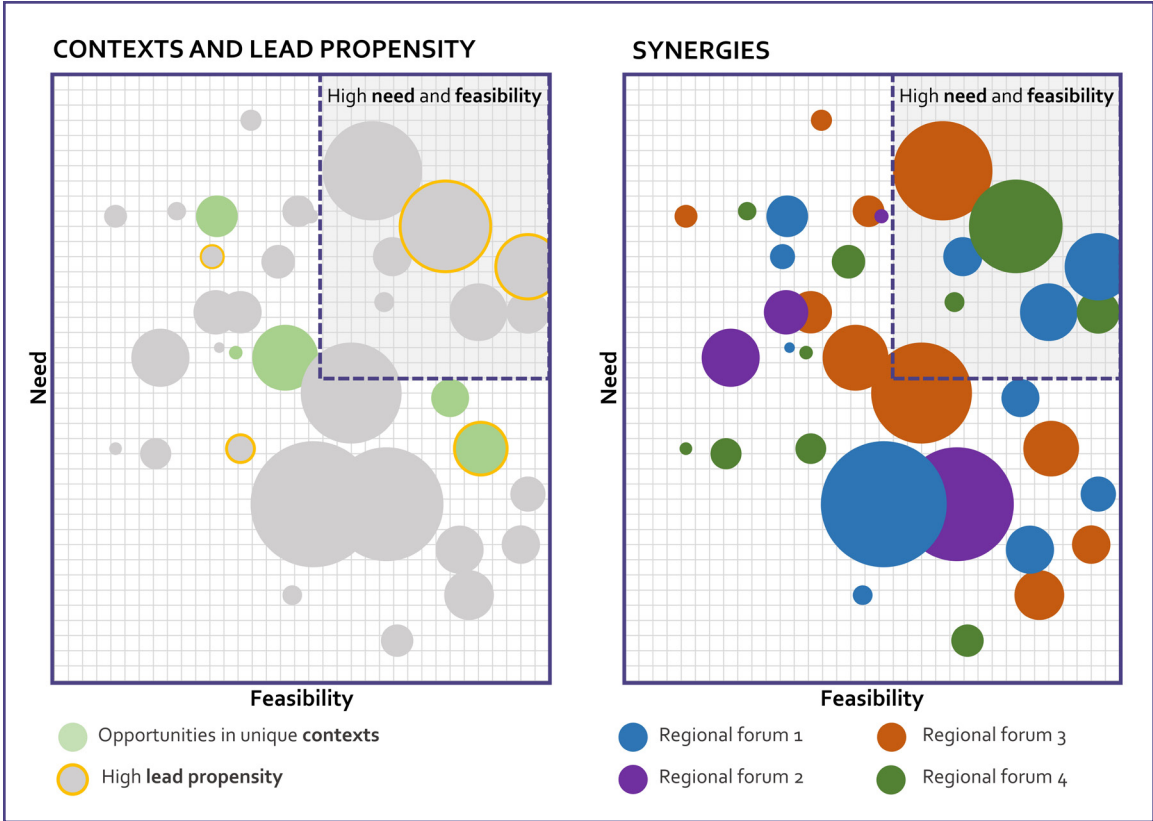 CONTEXTS AND LEAD PROPENSITY
High need and feasibility
Need
Feasibility
Opportunities in unique contexts
High lead propensity
SYNERGIES
High need and feasibility
Need
Feasibility
Regional forum 1
Regional forum 3
Regional forum 2
Regional forum 4